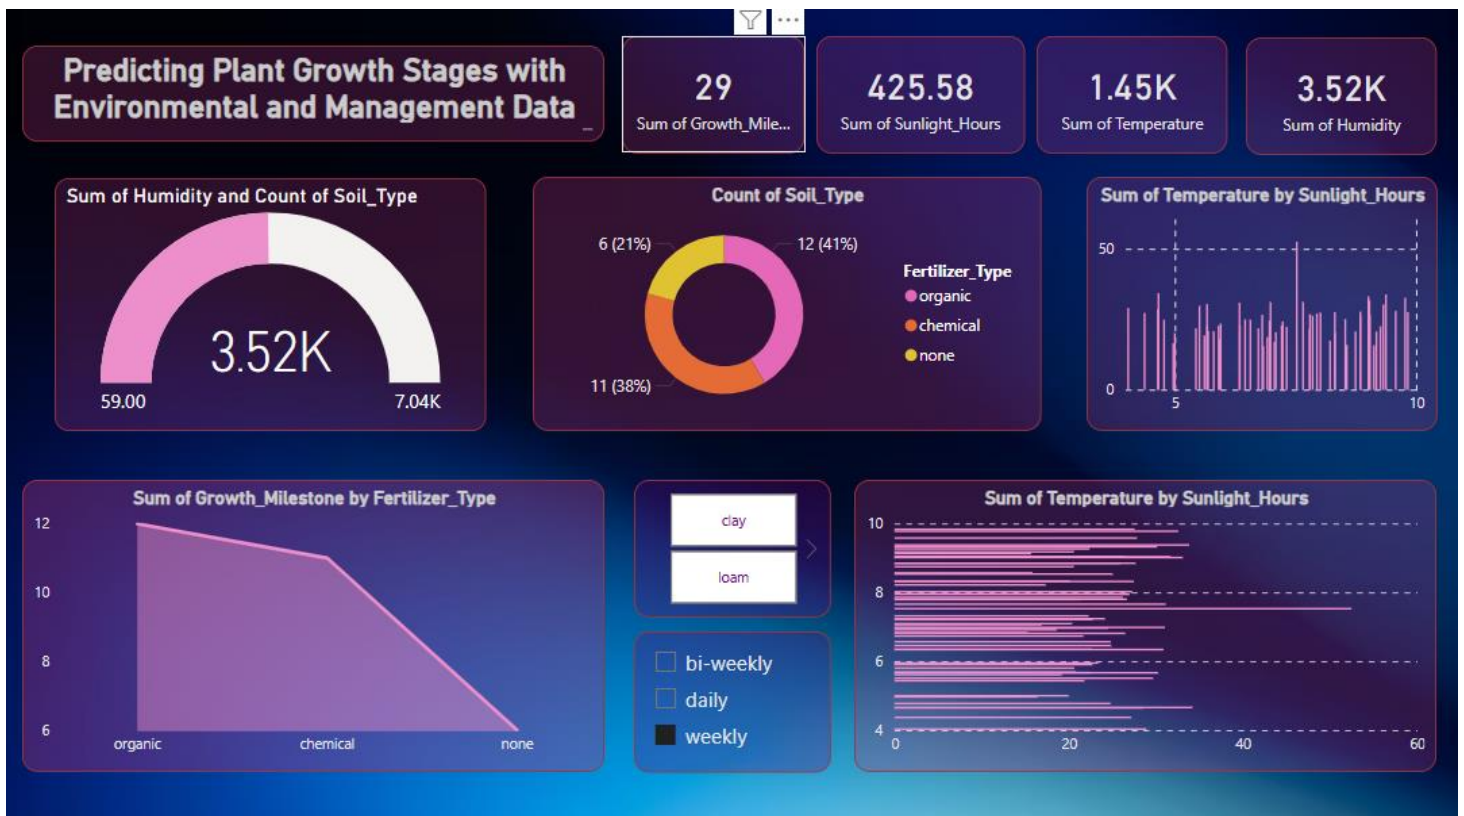 Predicting Plant Growth Stages with
Environmental and Management Data
29
Sum of Growth_Mile...
425.58
Sum of Sunlight_Hours
1.45K
Sum of Temperature
3.52K
Sum of Humidity
Sum of Humidity and Count of Soil_Type
3.52K
59.00
7.04K
Count of Soil_Type
6 (21%)
12 (41%)
11 (38%)
Fertilizer_Type
organic
chemical
none
Sum of Temperature by Sunlight_Hours
50
0
5
10
Sum of Growth_Milestone by Fertilizer_Type
12
10
8
6
organic
chemical
none
clay
loam
bi-weekly
daily
weekly
Sum of Temperature by Sunlight_Hours
10
8
6
4
0
20
40
60